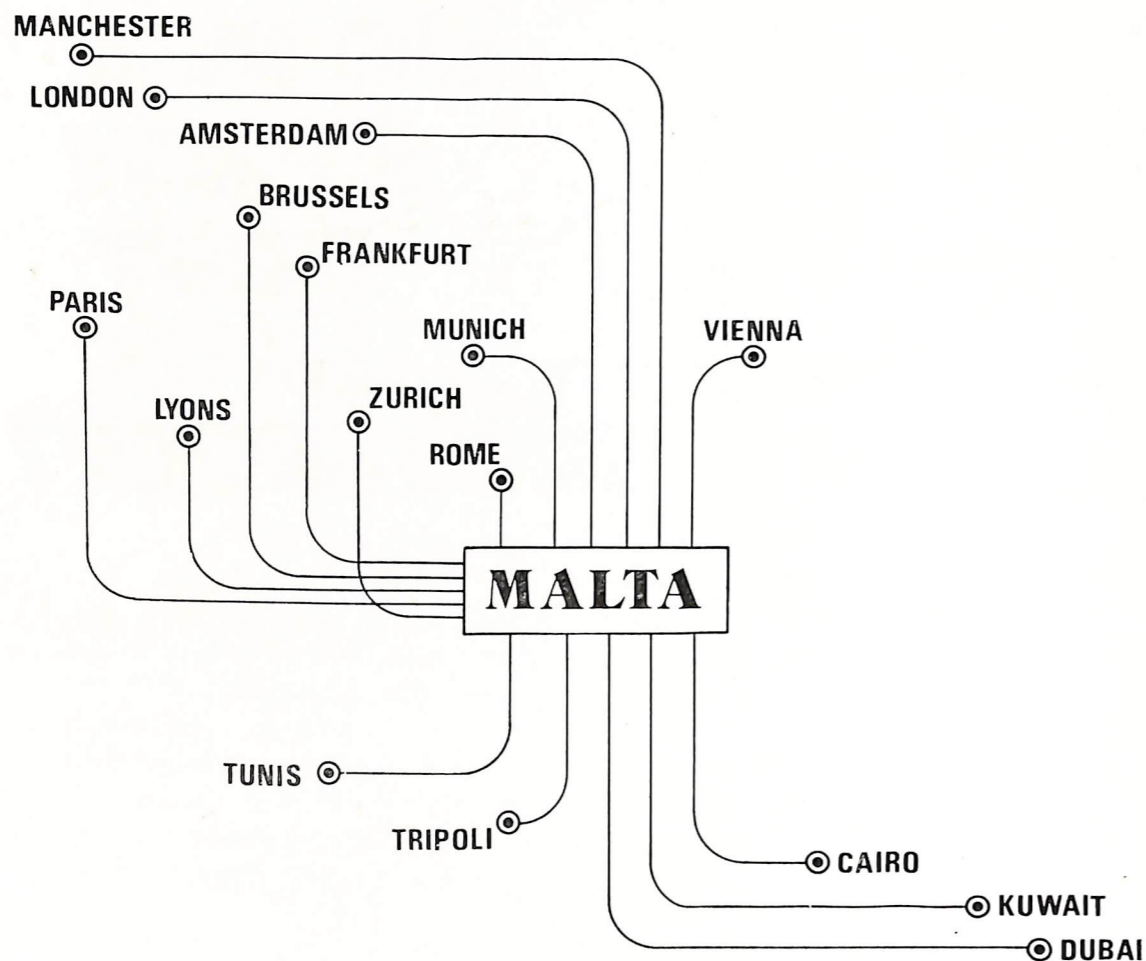 MANCHESTER
LONDON
AMSTERDAM
BRUSSELS
FRANKFURT
PARIS
MUNICH
VIENNA
ZURICH
LYONS
ROME
MALTA
TUNIS
TRIPOLI
CAIRO
KUWAIT
DUBAI